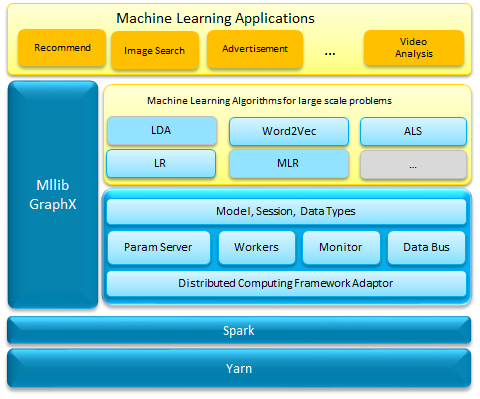 Machine Learning Applications
Recommend
Image Search
Advertisement
...
Video
Analysis
Mllib
GraphX
Machine Learning Algorithms for large scale problems
LDA
Word2Vec
ALS
LR
MLR
...
Model, Session, Data Types
Param Server
Workers
Monitor
Data Bus
Distributed Computing Framework Adaptor
Spark
Yarn